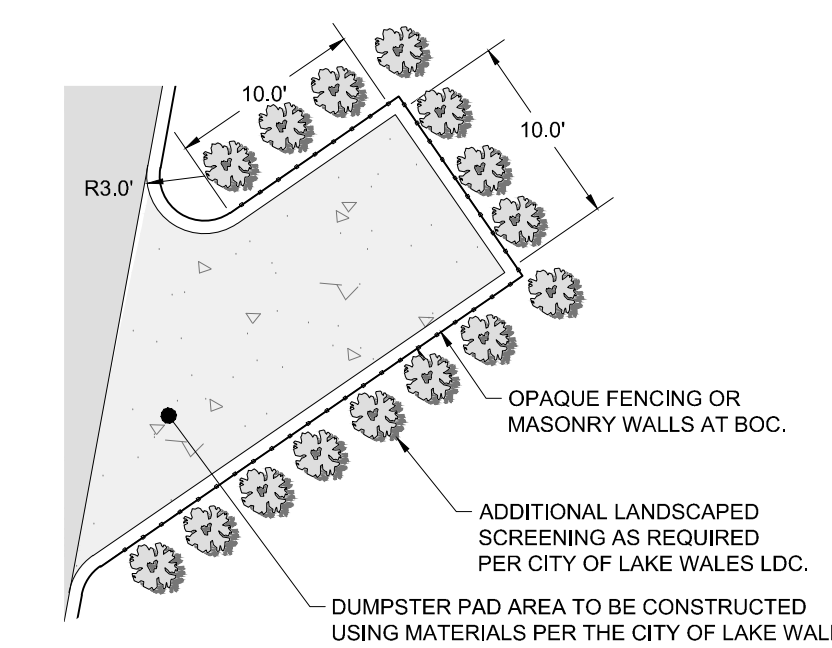 10.0'
10.0'
R3.0'
OPAQUE FENCING OR
MASONRY WALLS AT BOC.
ADDITIONAL LANDSCAPED
SCREENING AS REQUIRED
PER CITY OF LAKE WALES LDC.
DUMPSTER PAD AREA TO BE CONSTRUCTED
USING MATERIALS PER THE CITY OF LAKE